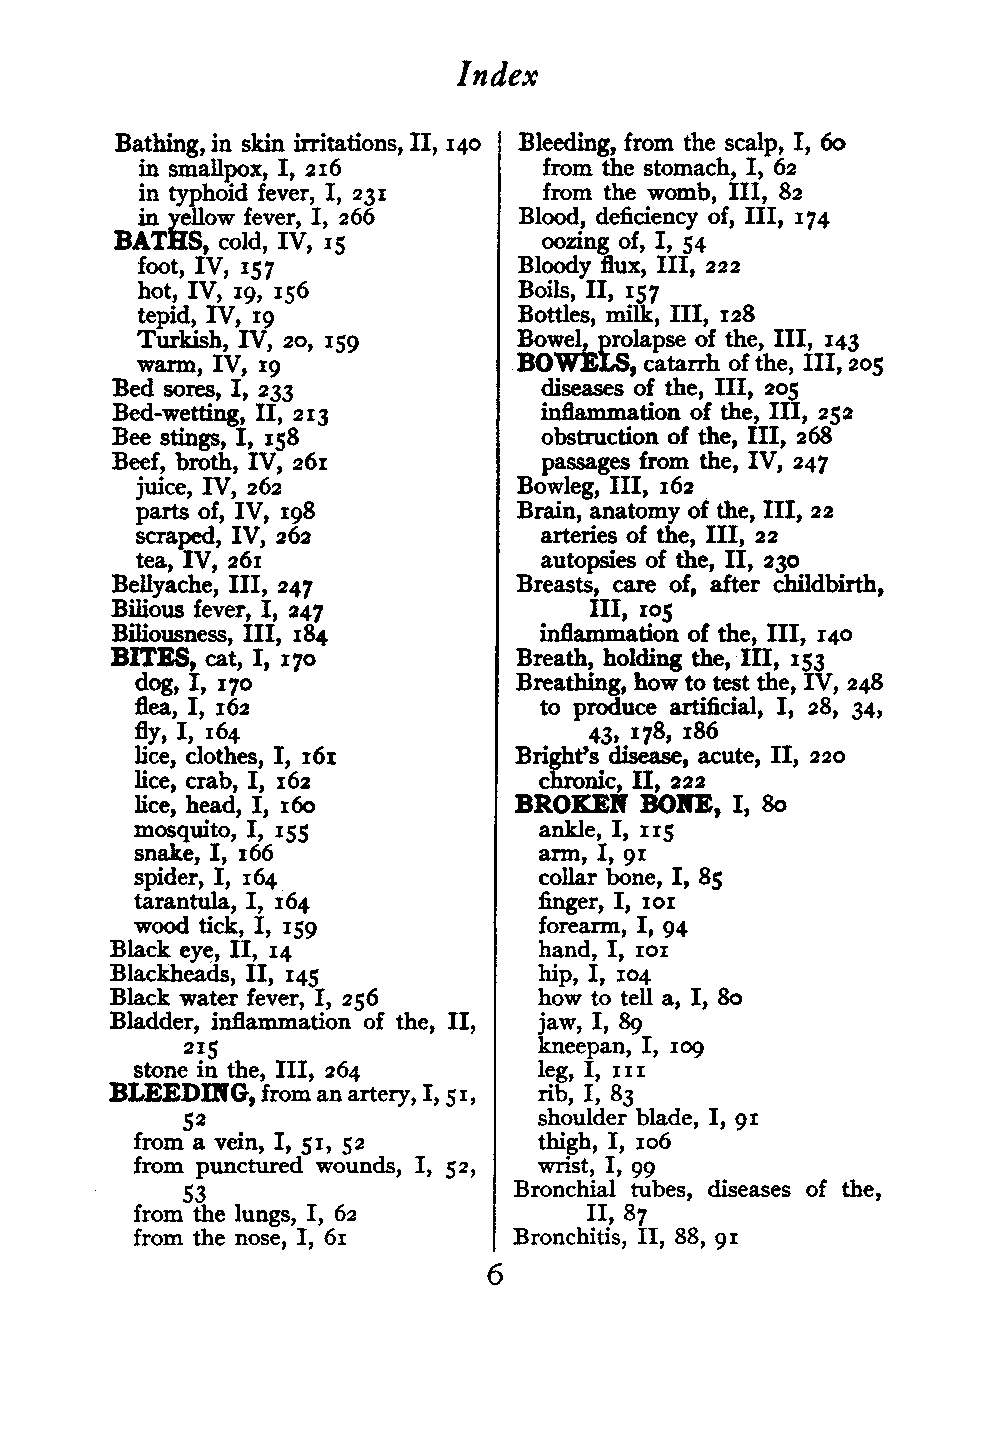 Index
Bathing, in skin irritations, II, 140
in smallpox, I, 216
in typhoid fever, I, 231
in yellow fever, I, 266
BATHS, cold, IV, 15
foot, IV, 157
hot, IV, 19, 156
tepid, IV, 19
Turkish, IV, 20, 159
warm, IV, 19
Bed sores, I, 233
Bed-wetting, II, 213
Bee stings, I, 158
Beef, broth, IV, 261
juice, IV, 262
parts of, IV, 198
scraped, IV, 262
tea, IV, 261
Bellyache, III, 247
Bilious fever, I, 247
Biliousness, III, 184
BITES, cat, I, 170
dog, I, 170
flea, I, 162
fly, I, 164
lice, clothes, I, 161
lice, crab, I, 162
lice, head, I, 160
mosquito, I, 155
snake, I, 166
spider, I, 164
tarantula, I, 164
wood tick, I, 159
Black eye, II, 14
Blackheads, II, 145
Black water fever, I, 256
Bladder, inflammation of the, II,
215
stone in the, III, 264
BLEEDING, from an artery, I, 51,
52
from a vein, I, 51, 52
from punctured wounds, I, 52,
53
from the lungs, I, 62
from the nose, I, 61
Bleeding, from the scalp, I, 60
from the stomach, I, 62
from the womb, III, 82
Blood, deficiency of, III, 174
oozing of, I, 54
Bloody flux, III, 222
Boils, II, 157
Bottles, milk, III, 128
Bowel, prolapse of the, III, 143
BOWELS, catarrh of the, III, 205
diseases of the, III, 205
inflammation of the, III, 252
obstruction of the, III, 268
passages from the, IV, 247
Bowleg, III, 162
Brain, anatomy of the, III, 22
arteries of the, III, 22
autopsies of the, II, 230
Breasts, care of, after childbirth,
III, 105
inflammation of the, III, 140
Breath, holding the, III, 153
Breathing, how to test the, IV, 248
to produce artificial, I, 28, 34,
43, 178, 186
Bright's disease, acute, II, 220
chronic, II, 222
BROKEN BONE, I, 80
ankle, I, 115
arm, I, 91
collar bone, I, 85
finger, I, 101
forearm, I, 94
hand, I, 101
hip, I, 104
how to tell a, I, 80
jaw, I, 89
kneepan, I, 109
leg, I, 111
rib, I, 83
shoulder blade, I, 91
thigh, I, 106
wrist, I, 99
Bronchial tubes, diseases of the,
II, 87
Bronchitis, II, 88, 91
6